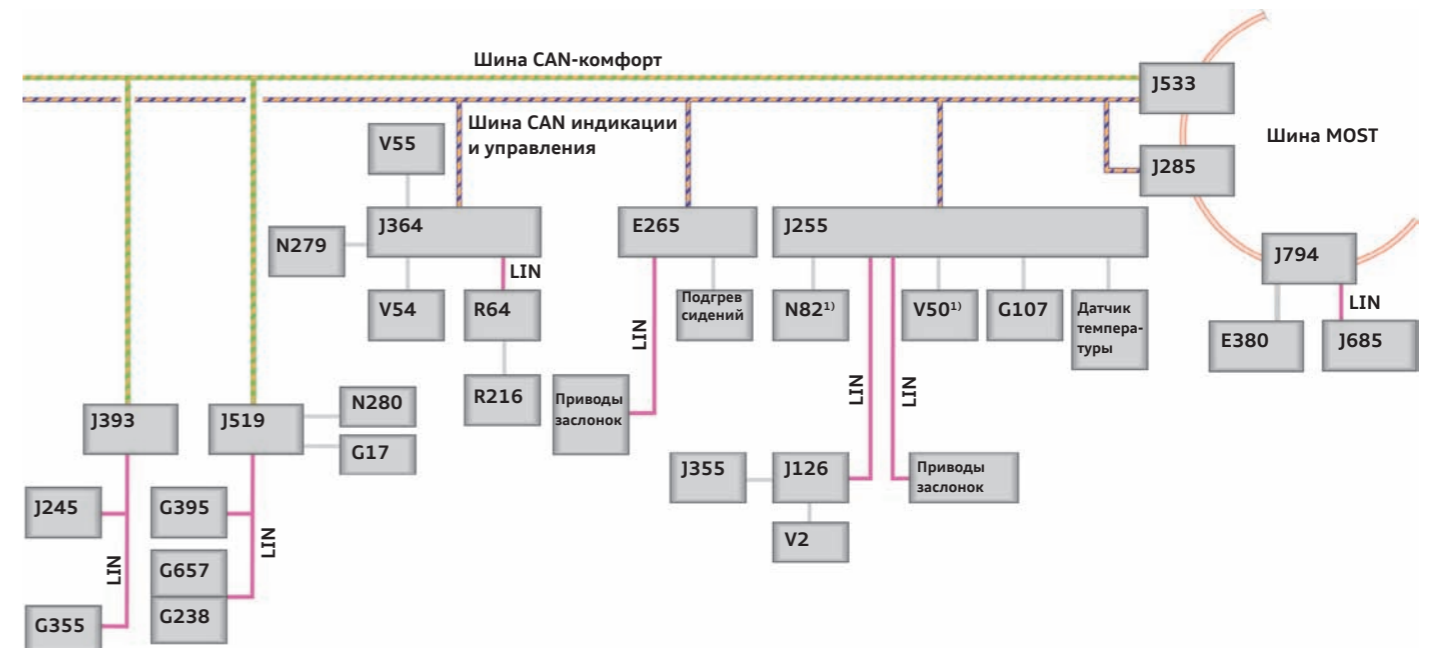 Шина CAN-комфорт
J533
Шина CAN индикации
и управления
Шина MOST
V55
J285
J364
E265
J255
N279
J794
LIN
V54
R64
LIN
Подгрев
сидений
N82¹⁾
V50¹⁾
G107
Датчик
темпера-
туры
LIN
E380
J685
R216
Приводы
заслонок
LIN
LIN
J393
J519
N280
G17
J355
J126
Приводы
заслонок
V2
J245
G395
LIN
LIN
G657
G355
G238